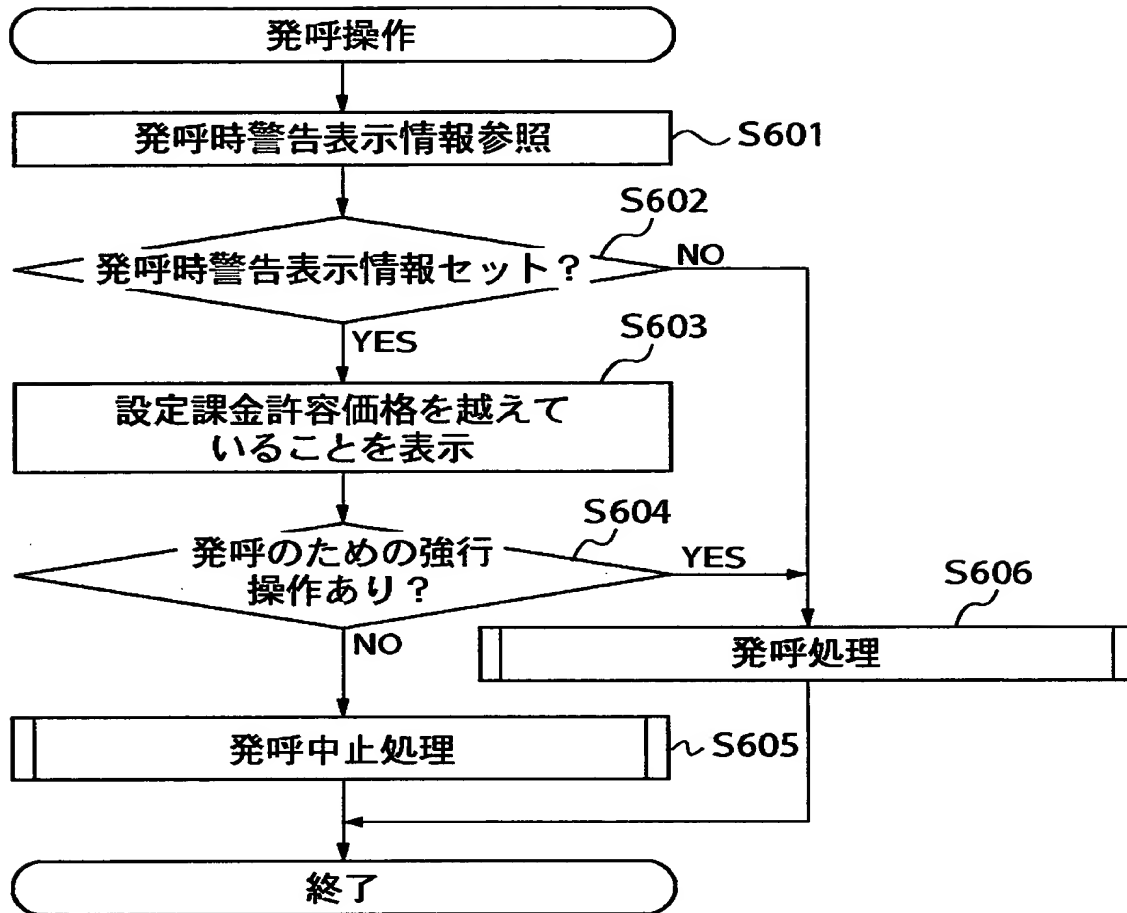 発呼操作
発呼時警告表示情報参照
S601
S602
発呼時警告表示情報セット？
NO
YES
S603
設定課金許容価格を越えて
いることを表示
S604
発呼のための強行
操作あり？
YES
NO
S606
発呼処理
発呼中止処理
S605
終了